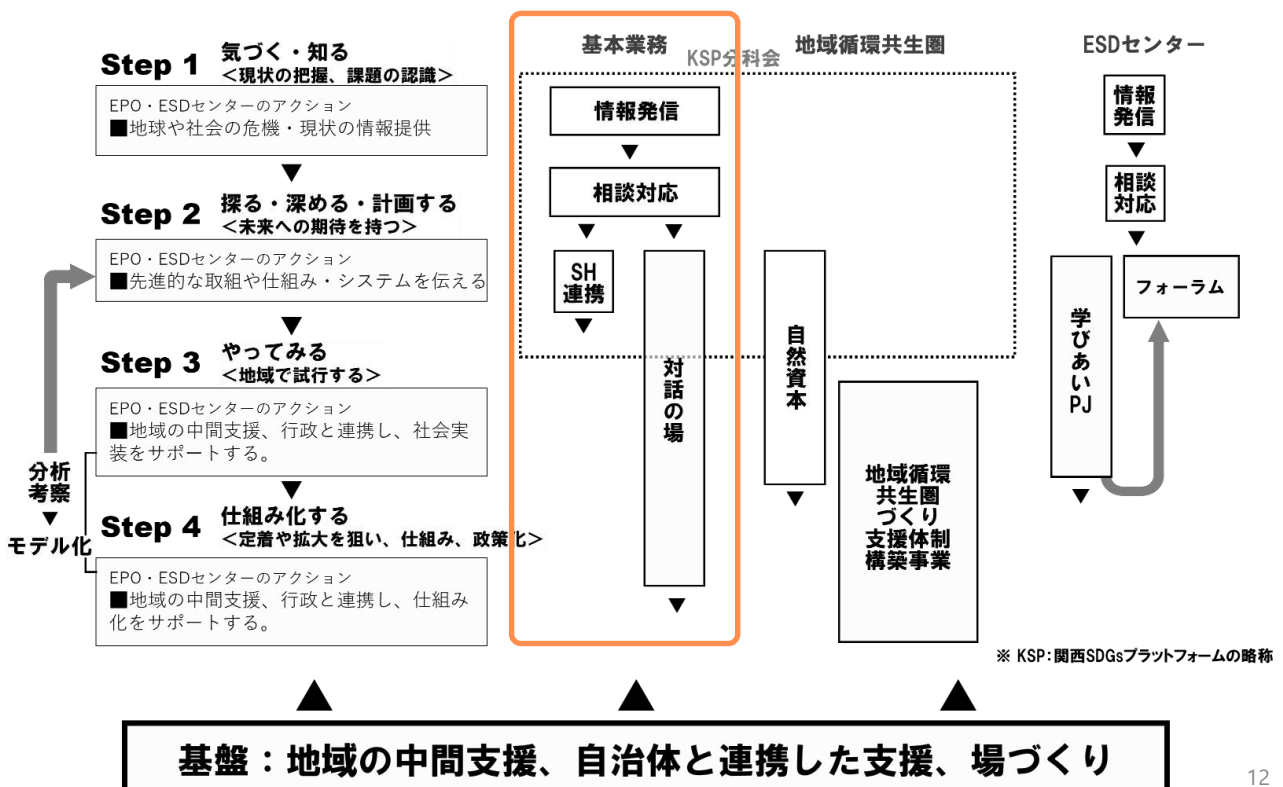 Step 1
気づく・知る
<現状の把握、課題の認識>
EPO・ESDセンターのアクション
■地球や社会の危機・現状の情報提供
▼
Step 2
探る・深める・計画する
<未来への期待を持つ>
EPO・ESDセンターのアクション
■先進的な取組や仕組み・システムを伝える
▼
Step 3
やってみる
<地域で試行する>
EPO・ESDセンターのアクション
■地域の中間支援、行政と連携し、社会実
装をサポートする。
▼
Step 4
仕組み化する
<定着や拡大を狙い、仕組み、政策化>
EPO・ESDセンターのアクション
■地域の中間支援、行政と連携し、仕組み
化をサポートする。
分析
考察
▼
モデル化
基本業務
KSP分科会
地域循環共生圏
ESDセンター
情報発信
▼
相談対応
▼ ▼
SH
連携
▼
対話の場
▼
自然資本
▼
地域循環
共生圏
づくり
支援体制
構築事業
情報
発信
▼
相談
対応
▼
学びあいPJ
▼
フォーラム
※ KSP:関西SDGsプラットフォームの略称
▲ ▲ ▲
基盤:地域の中間支援、自治体と連携した支援、場づくり
12